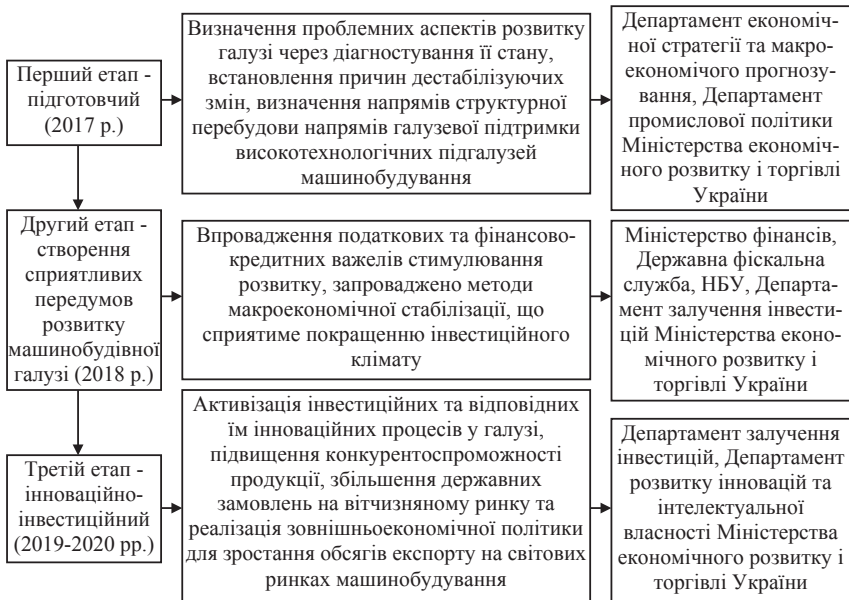 Перший етап -
підготовчий
(2017 р.)
Визначення проблемних аспектів розвитку
галузі через діагностування її стану,
встановлення причин дестабілізуючих
змін, визначення напрямів структурної
перебудови напрямів галузевої підтримки
високотехнологічних підгалузей
машинобудування
Департамент економіч-
ної стратегії та макро-
економічого прогнозу-
вання, Департамент
промислової політики
Міністерства економіч-
ного розвитку і торгівлі
України
Другий етап -
створення
сприятливих
передумов
розвитку
машинобудівної
галузі (2018 р.)
Впровадження податкових та фінансово-
кредитних важелів стимулювання
розвитку, запроваджено методи
макроекономічної стабілізації, що
сприятиме покращенню інвестиційного
клімату
Міністерство фінансів,
Державна фіскальна
служба, НБУ, Департа-
мент залучення інвести-
цій Міністерства еконо-
мічного розвитку і
торгівлі України
Третій етап -
інноваційно-
інвестиційний
(2019-2020 рр.)
Активізація інвестиційних та відповідних
їм інноваційних процесів у галузі,
підвищення конкурентоспроможності
продукції, збільшення державних
замовлень на вітчизняному ринку та
реалізація зовнішньоекономічної політики
для зростання обсягів експорту на світових
ринках машинобудування
Департамент залучення
інвестицій, Департамент
розвитку інновацій та
інтелектуальної
власності Міністерства
економічного розвитку і
торгівлі України